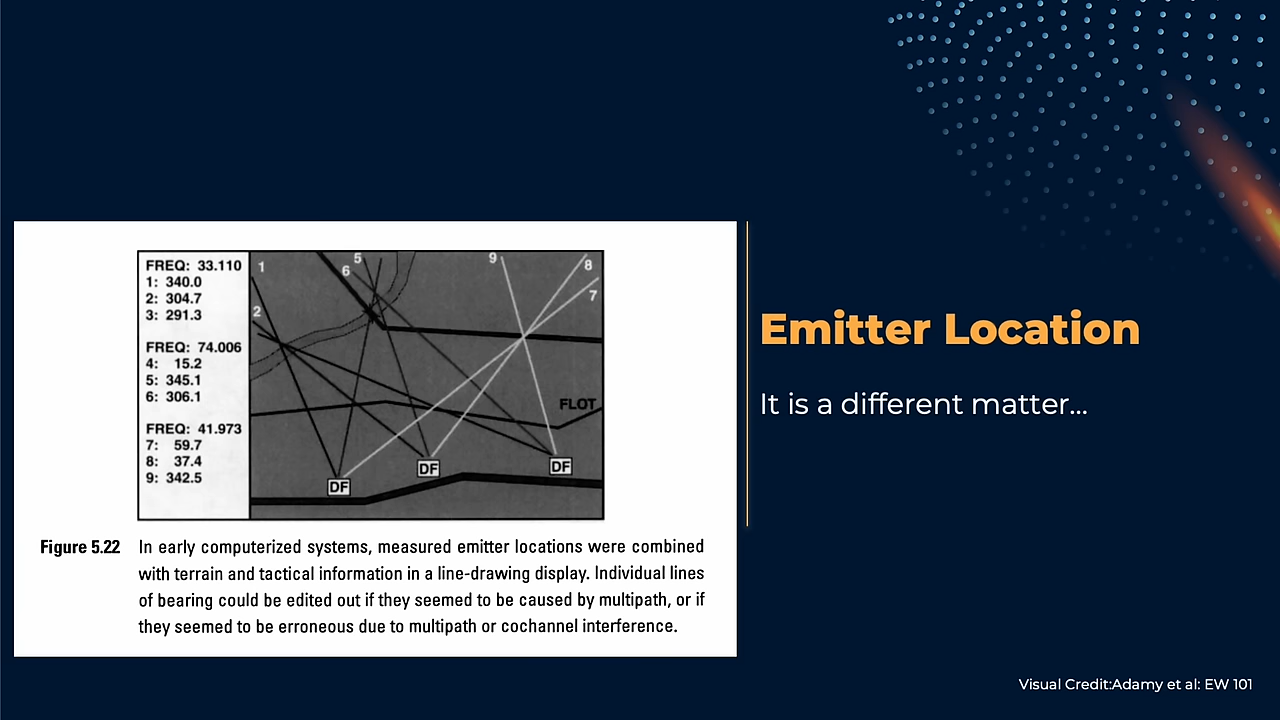 FREQ: 33.110
1: 340.0
2: 304.7
3: 291.3
FREQ: 74.006
4: 15.2
5: 345.1
6: 306.1
FREQ: 41.973
7: 59.7
8: 37.4
9: 342.5
1
2
5
6
9
8
7
FLOT
DF
DF
DF
Figure 5.22 In early computerized systems, measured emitter locations were combined
with terrain and tactical information in a line-drawing display. Individual lines
of bearing could be edited out if they seemed to be caused by multipath, or if
they seemed to be erroneous due to multipath or cochannel interference.
Emitter Location
It is a different matter...
Visual Credit:Adamy et al: EW 101